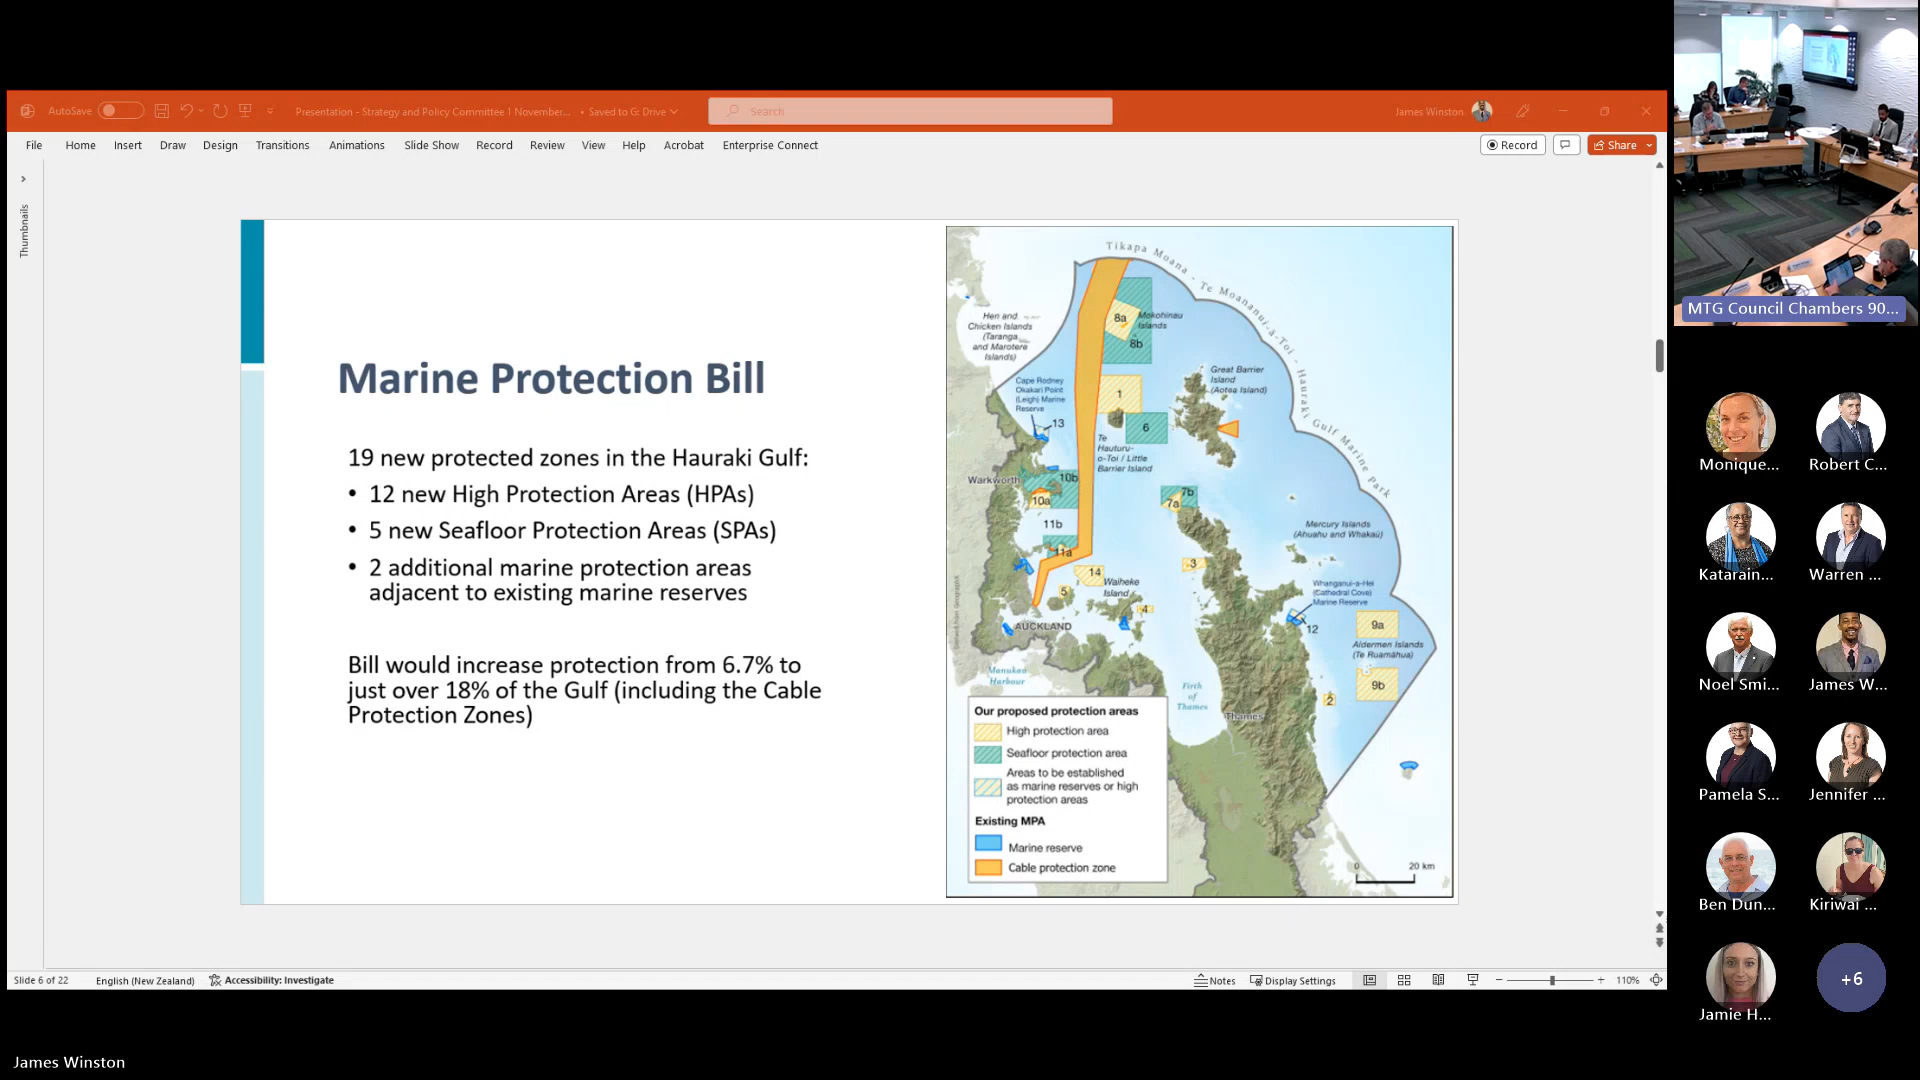 AutoSave
Presentation - Strategy and Policy Committee 1 November... • Saved to G: Drive
Search
James Winston
File Home Insert Draw Design Transitions Animations Slide Show Record Review View Help Acrobat Enterprise Connect
Record
Share
Thumbnails
Marine Protection Bill
19 new protected zones in the Hauraki Gulf:
• 12 new High Protection Areas (HPAs)
• 5 new Seafloor Protection Areas (SPAs)
• 2 additional marine protection areas
adjacent to existing marine reserves
Bill would increase protection from 6.7% to
just over 18% of the Gulf (including the Cable
Protection Zones)
Tīkapa Moana - Te Moananui-ā-Toi - Hauraki Gulf Marine Park
Hen and
Chicken Islands
(Taranga
and Marotere
Islands)
8a
Mokohinau
Islands
8b
Cape Rodney
Okakari Point
(Leigh) Marine
Reserve
13
1
6
Great Barrier
Island
(Aotea Island)
Te
Hauturu-
o-Toi / Little
Barrier Island
Warkworth
10b
10a
7b
7a
11b
11a
Mercury Islands
(Ahuahu and Whakaū)
3
14
Waiheke
Island
5
4
Whanganui-a-Hei
(Cathedral Cove)
Marine Reserve
12
AUCKLAND
9a
Aldermen Islands
(Te Ruamāhua)
9b
2
Manukau
Harbour
Firth
of
Thames
Thames
Our proposed protection areas
High protection area
Seafloor protection area
Areas to be established
as marine reserves or high
protection areas
Existing MPA
Marine reserve
Cable protection zone
0 20 km
Slide 6 of 22 English (New Zealand) Accessibility: Investigate
Notes Display Settings 110%
MTG Council Chambers 90...
Monique... Robert C...
Katarain... Warren ...
Noel Smi... James W...
Pamela S... Jennifer ...
Ben Dun... Kiriwai ...
Jamie H... +6
James Winston